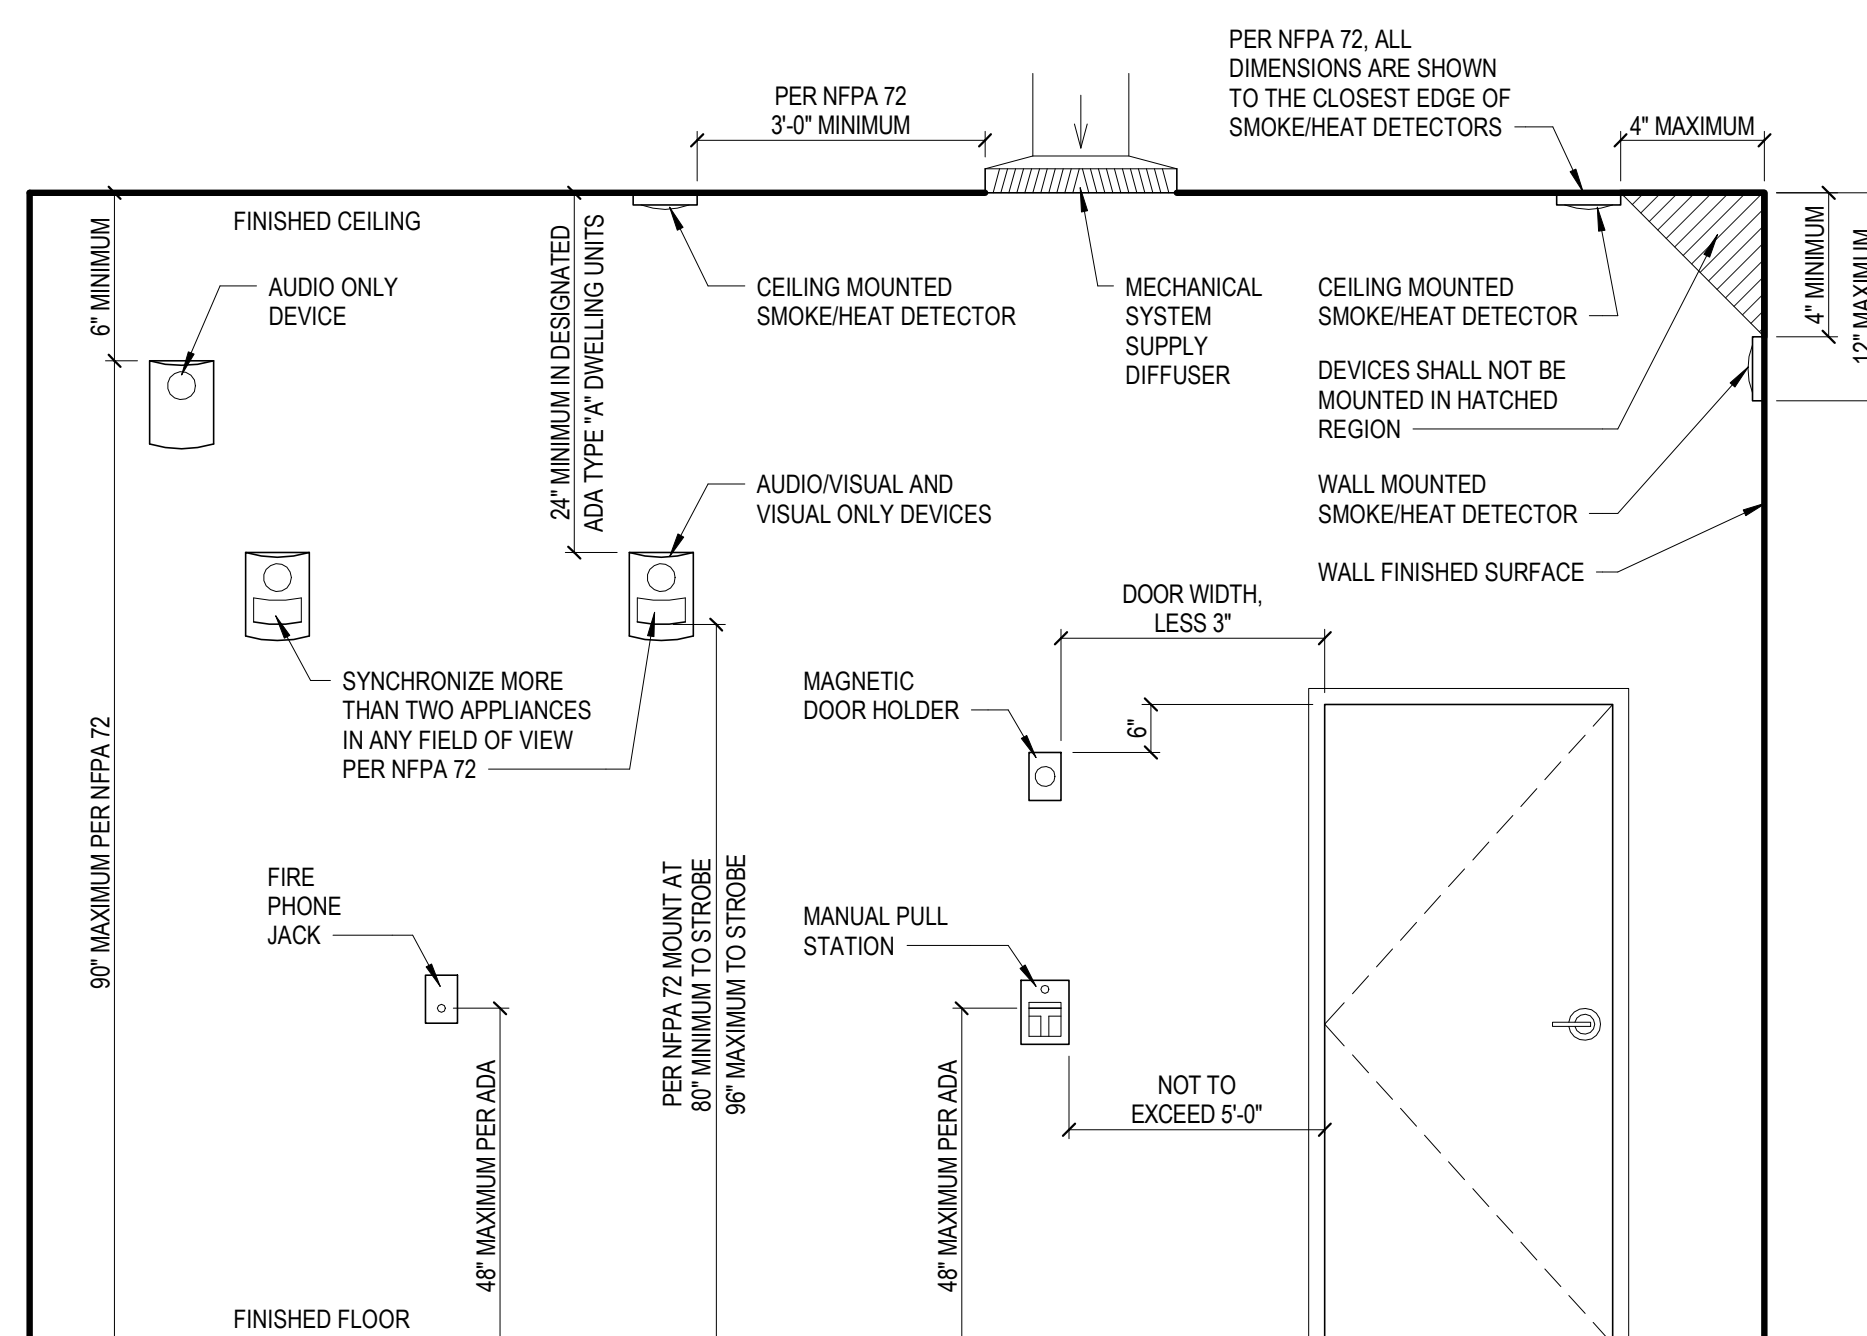 PER NFPA 72, ALL
DIMENSIONS ARE SHOWN
TO THE CLOSEST EDGE OF
SMOKE/HEAT DETECTORS
PER NFPA 72
3'-0" MINIMUM
4" MAXIMUM
FINISHED CEILING
6" MINIMUM
AUDIO ONLY
DEVICE
24" MINIMUM IN DESIGNATED
ADA TYPE "A" DWELLING UNITS
CEILING MOUNTED
SMOKE/HEAT DETECTOR
MECHANICAL
SYSTEM
SUPPLY
DIFFUSER
CEILING MOUNTED
SMOKE/HEAT DETECTOR
4" MINIMUM
12" MAXIMUM
DEVICES SHALL NOT BE
MOUNTED IN HATCHED
REGION
AUDIO/VISUAL AND
VISUAL ONLY DEVICES
WALL MOUNTED
SMOKE/HEAT DETECTOR
WALL FINISHED SURFACE
DOOR WIDTH,
LESS 3"
SYNCHRONIZE MORE
THAN TWO APPLIANCES
IN ANY FIELD OF VIEW
PER NFPA 72
MAGNETIC
DOOR HOLDER
6"
90" MAXIMUM PER NFPA 72
FIRE
PHONE
JACK
PER NFPA 72 MOUNT AT
80" MINIMUM TO STROBE
96" MAXIMUM TO STROBE
MANUAL PULL
STATION
48" MAXIMUM PER ADA
48" MAXIMUM PER ADA
NOT TO
EXCEED 5'-0"
FINISHED FLOOR